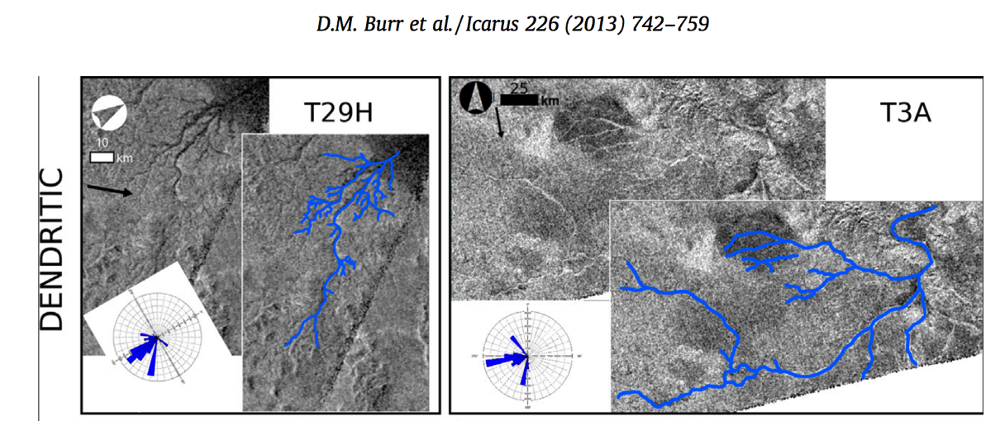 D.M. Burr et al. / Icarus 226 (2013) 742–759
DENDRITIC
T29H
10
km
25
km
T3A